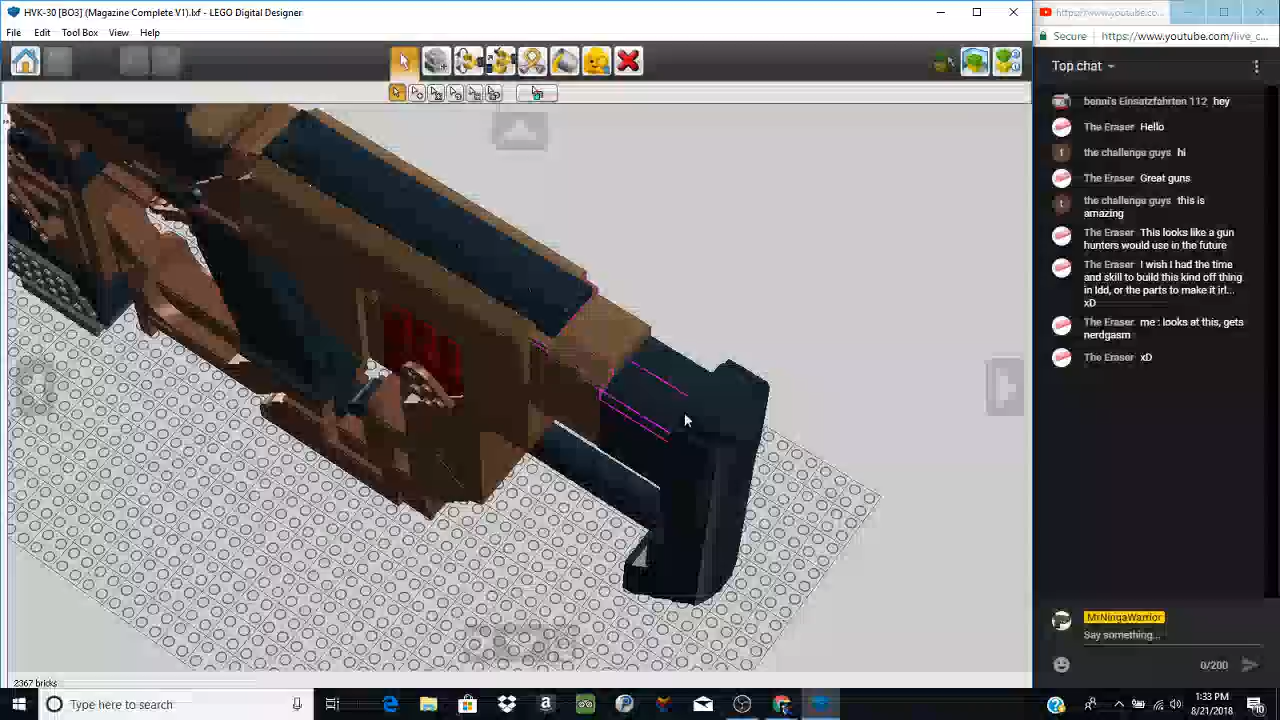 HVK-30 [BO3] (Magazine Complete V1).lxf - LEGO Digital Designer
File Edit Tool Box View Help
2367 bricks
https://www.youtube.co...
Secure https://www.youtube.com/live_c...
Top chat
benni's Einsatzfahrten 112 hey
The Eraser Hello
t the challenge guys hi
The Eraser Great guns
t the challenge guys this is
amazing
The Eraser This looks like a gun
hunters would use in the future
The Eraser I wish I had the time
and skill to build this kind off thing
in ldd, or the parts to make it irl...
xD
The Eraser me : looks at this, gets
nerdgasm
The Eraser xD
MrNinqaWarrior
Say something...
0/200
Type here to search
1:33 PM
8/21/2018